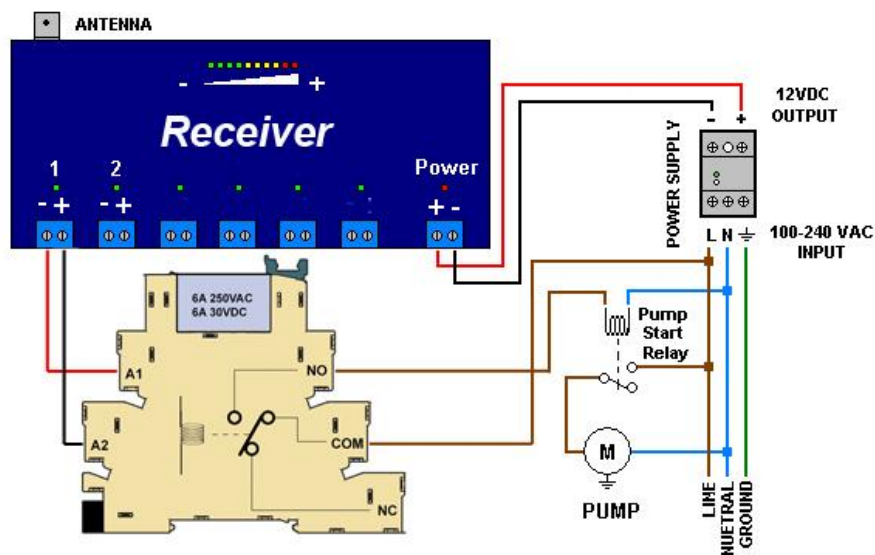 ANTENNA
- +
Receiver
1 2 Power
- + - + + -
12VDC
OUTPUT
- +
POWER SUPPLY
L N
100-240 VAC
INPUT
6A 250VAC
6A 30VDC
A1
NO
A2
COM
NC
Pump
Start
Relay
M
PUMP
LINE
NUETRAL
GROUND